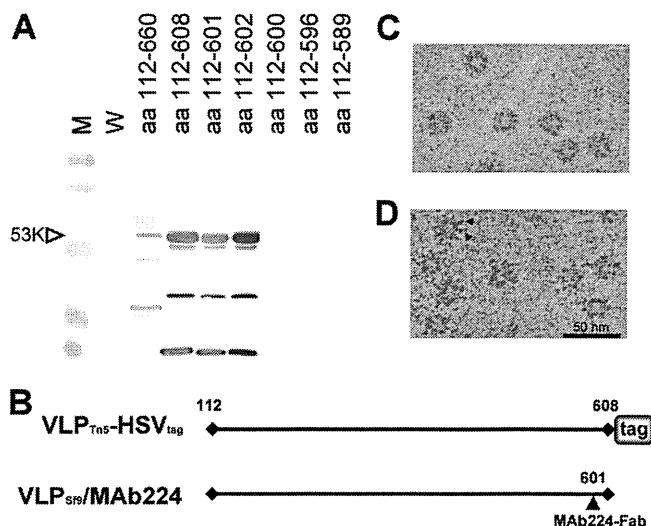 A
M
W
aa 112-660
aa 112-608
aa 112-601
aa 112-602
aa 112-600
aa 112-596
aa 112-589
53K
C
D
50 nm
B
112
608
VLPTn5-HSVtag
tag
601
VLPSf9/MAb224
MAb224-Fab